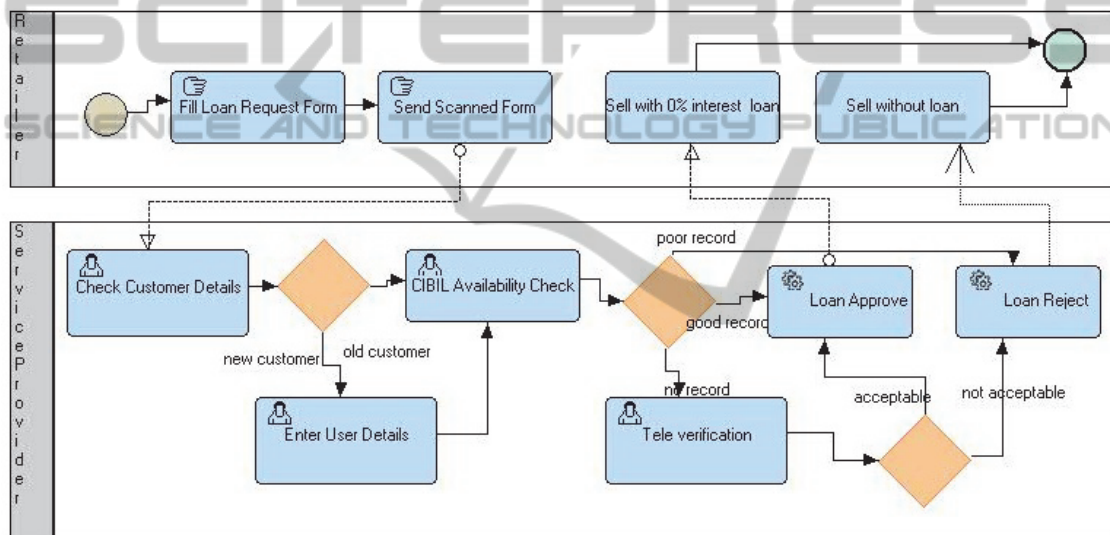 SCITEPRESS
SCIENCE AND TECHNOLOGY PUBLICATION
Retailer
Fill Loan Request Form
Send Scanned Form
Sell with 0% interest loan
Sell without loan
ServiceProvider
Check Customer Details
CIBIL Availability Check
poor record
Loan Approve
Loan Reject
good record
new customer
old customer
no record
acceptable
not acceptable
Enter User Details
Tele verification